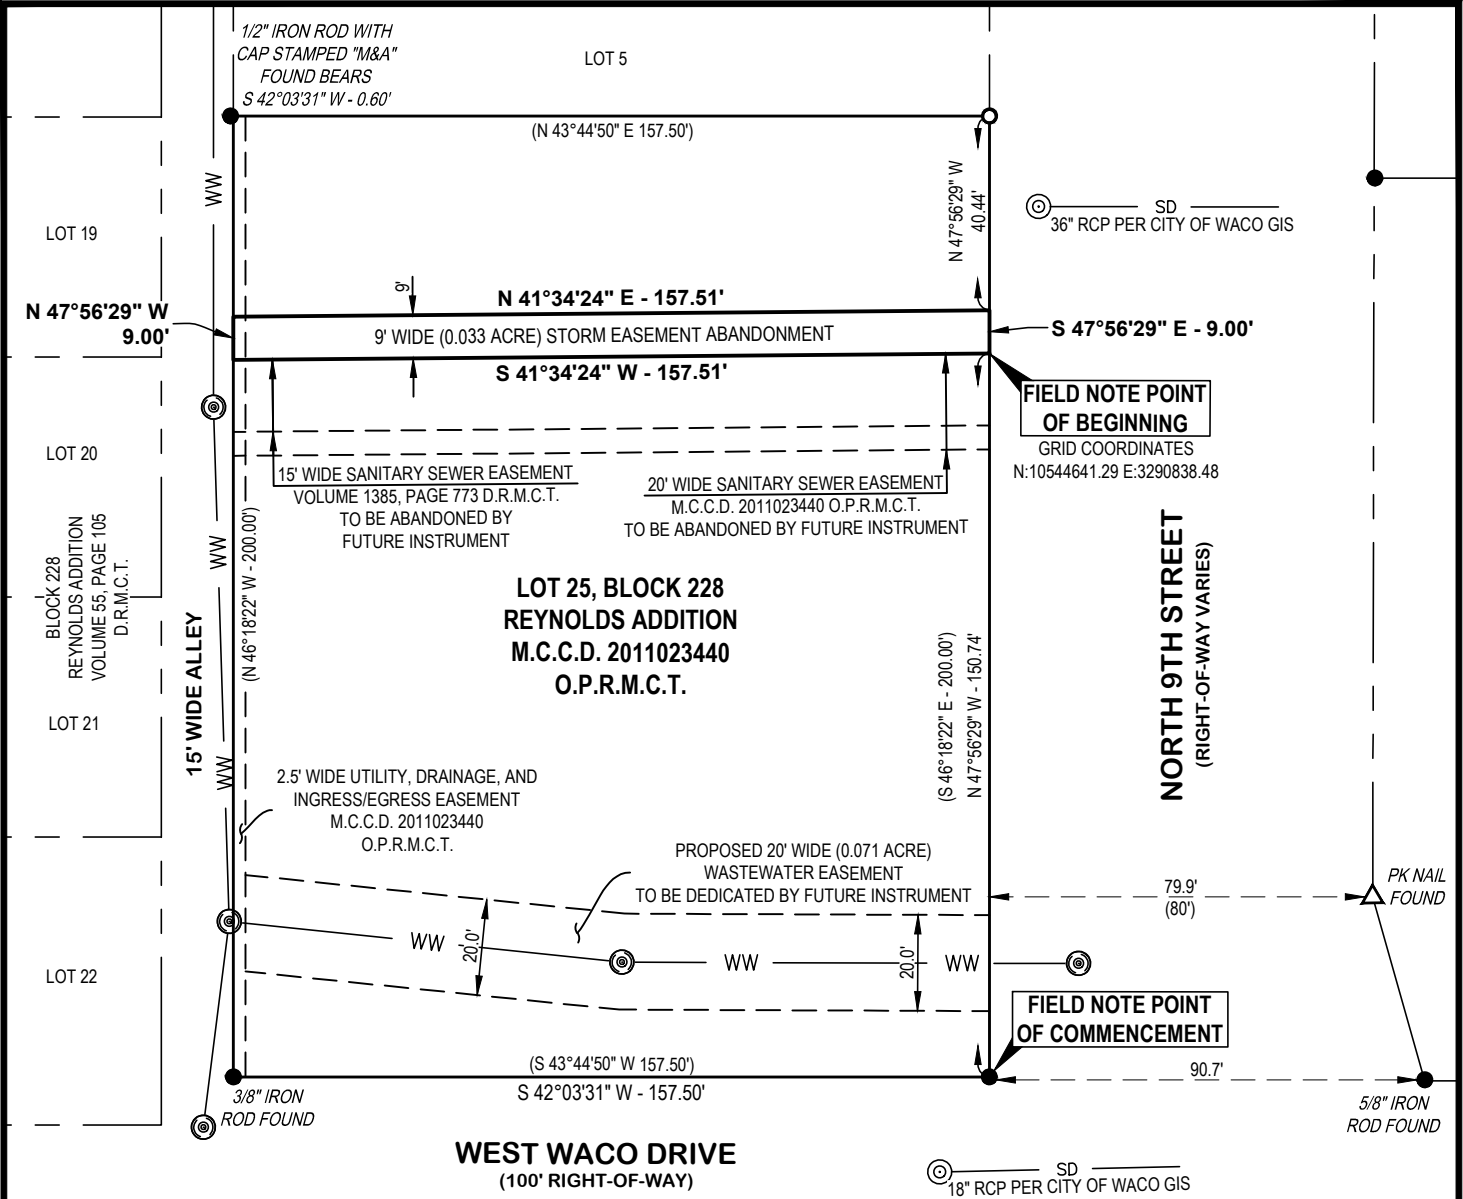 1/2" IRON ROD WITH
CAP STAMPED "M&A"
FOUND BEARS
S 42°03'31" W - 0.60'
LOT 5
(N 43°44'50" E 157.50')
WW
LOT 19
N 47°56'29" W
40.44'
SD
36" RCP PER CITY OF WACO GIS
N 47°56'29" W
9.00'
9'
N 41°34'24" E - 157.51'
9' WIDE (0.033 ACRE) STORM EASEMENT ABANDONMENT
S 41°34'24" W - 157.51'
S 47°56'29" E - 9.00'
FIELD NOTE POINT
OF BEGINNING
GRID COORDINATES
N:10544641.29 E:3290838.48
LOT 20
15' WIDE SANITARY SEWER EASEMENT
VOLUME 1385, PAGE 773 D.R.M.C.T.
TO BE ABANDONED BY
FUTURE INSTRUMENT
20' WIDE SANITARY SEWER EASEMENT
M.C.C.D. 2011023440 O.P.R.M.C.T.
TO BE ABANDONED BY FUTURE INSTRUMENT
BLOCK 228
REYNOLDS ADDITION
VOLUME 55, PAGE 105
D.R.M.C.T.
WW
(N 46°18'22" W - 200.00')
15' WIDE ALLEY
LOT 25, BLOCK 228
REYNOLDS ADDITION
M.C.C.D. 2011023440
O.P.R.M.C.T.
(S 46°18'22" E - 200.00')
N 47°56'29" W - 150.74'
NORTH 9TH STREET
(RIGHT-OF-WAY VARIES)
LOT 21
WW
2.5' WIDE UTILITY, DRAINAGE, AND
INGRESS/EGRESS EASEMENT
M.C.C.D. 2011023440
O.P.R.M.C.T.
PROPOSED 20' WIDE (0.071 ACRE)
WASTEWATER EASEMENT
TO BE DEDICATED BY FUTURE INSTRUMENT
79.9'
(80')
PK NAIL
FOUND
LOT 22
WW
20.0'
WW
20.0'
WW
FIELD NOTE POINT
OF COMMENCEMENT
(S 43°44'50" W 157.50')
S 42°03'31" W - 157.50'
90.7'
3/8" IRON
ROD FOUND
5/8" IRON
ROD FOUND
WEST WACO DRIVE
(100' RIGHT-OF-WAY)
SD
18" RCP PER CITY OF WACO GIS